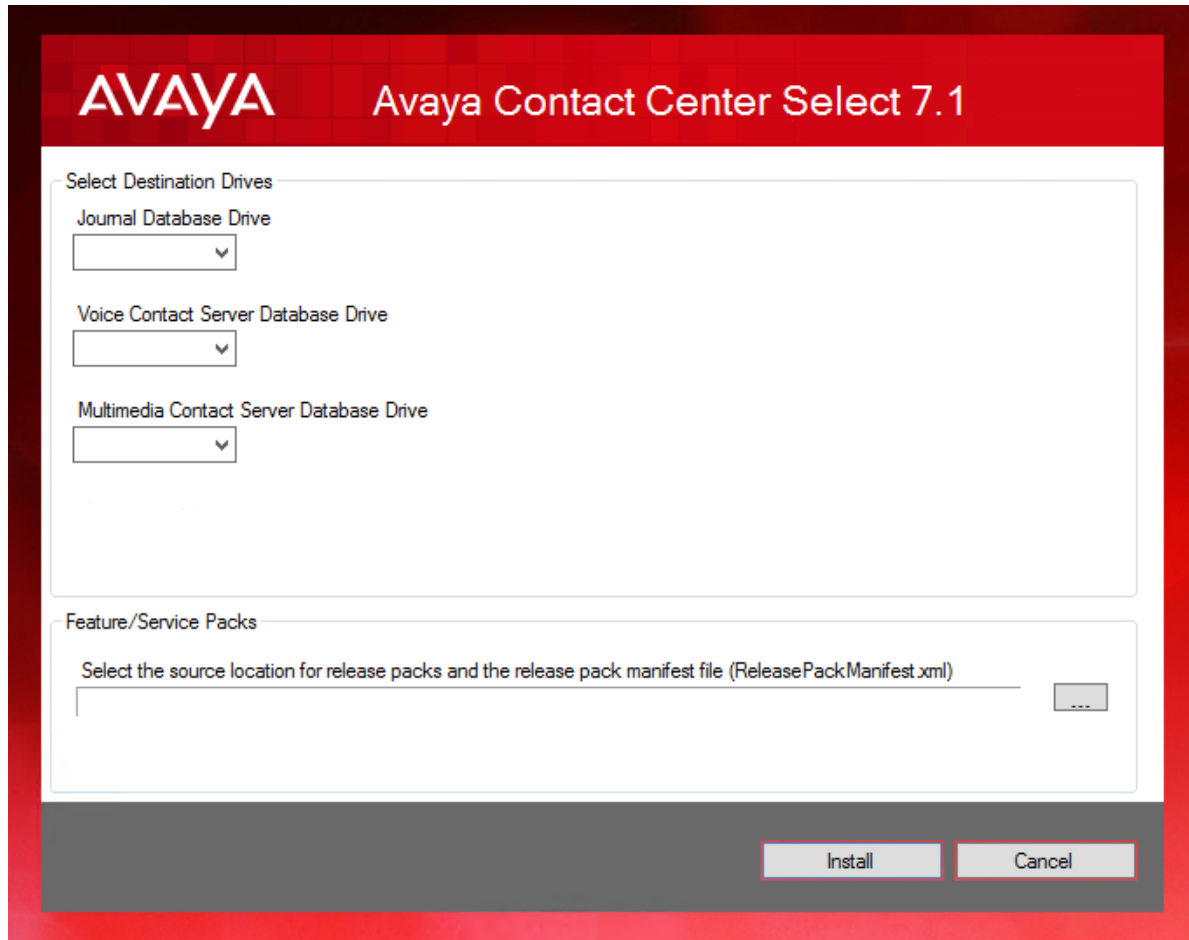 AVAYA
Avaya Contact Center Select 7.1
Select Destination Drives
Journal Database Drive
Voice Contact Server Database Drive
Multimedia Contact Server Database Drive
Feature/Service Packs
Select the source location for release packs and the release pack manifest file (ReleasePackManifest.xml)
...
Install
Cancel